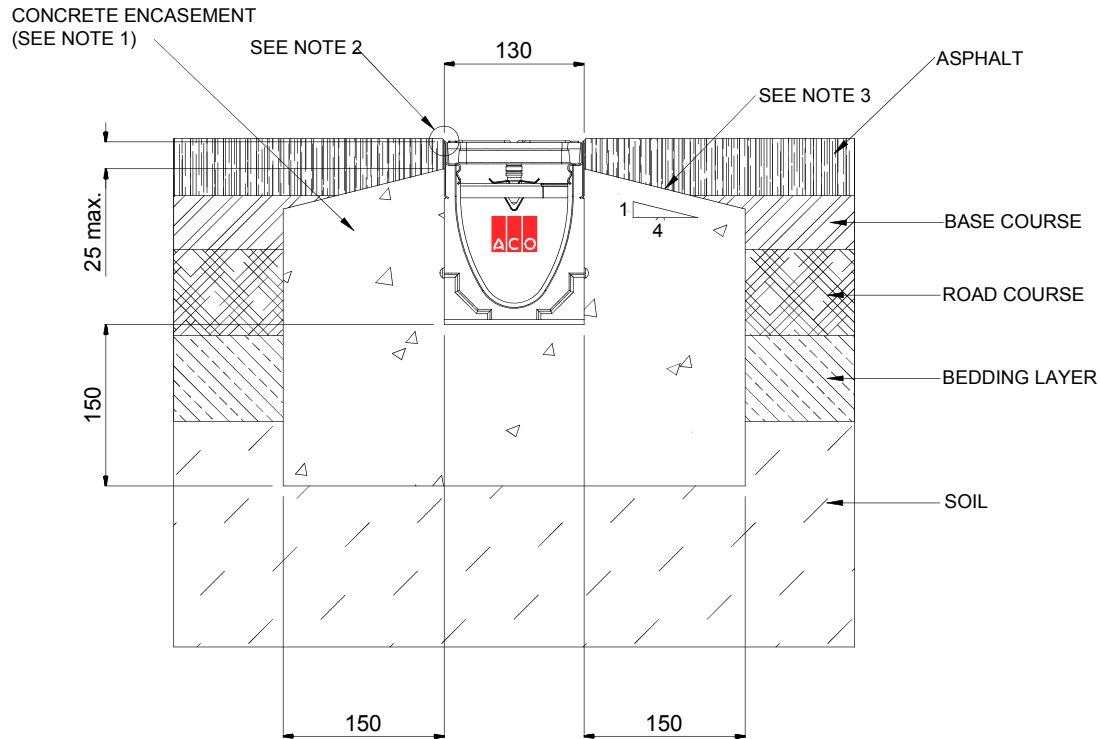 CONCRETE ENCASEMENT
(SEE NOTE 1)
SEE NOTE 2
130
ASPHALT
SEE NOTE 3
25 max.
1
4
ACO
BASE COURSE
ROAD COURSE
150
BEDDING LAYER
SOIL
150
150